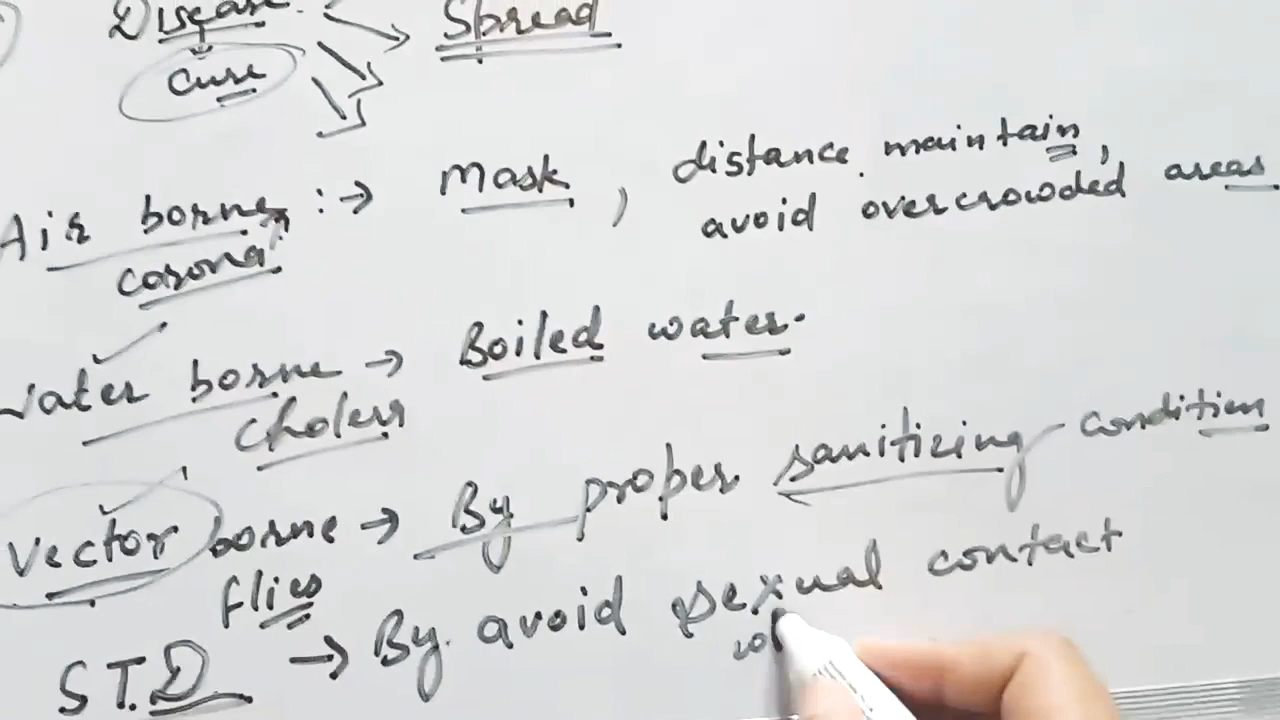 Disease Spread
Cure
Air borne :→ Mask, distance maintain,
avoid overcrowded areas
corona
Water borne → Boiled water.
Vector borne → By proper sanitizing condition
flies
S.T.D → By avoid sexual contact